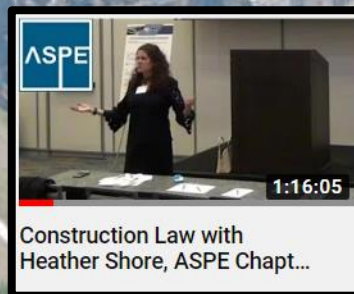 ASPE
1:16:05
Construction Law with
Heather Shore, ASPE Chapt...